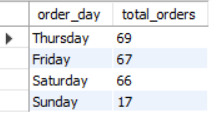 order_day total_orders
Thursday 69
Friday 67
Saturday 66
Sunday 17